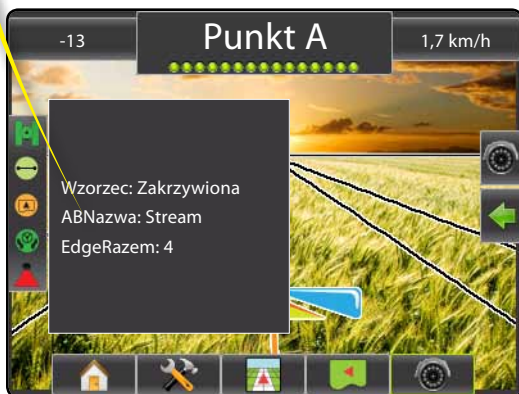 -13
Punkt A
1,7 km/h
Wzorzec: Zakrzywiona
ABNazwa: Stream
EdgeRazem: 4